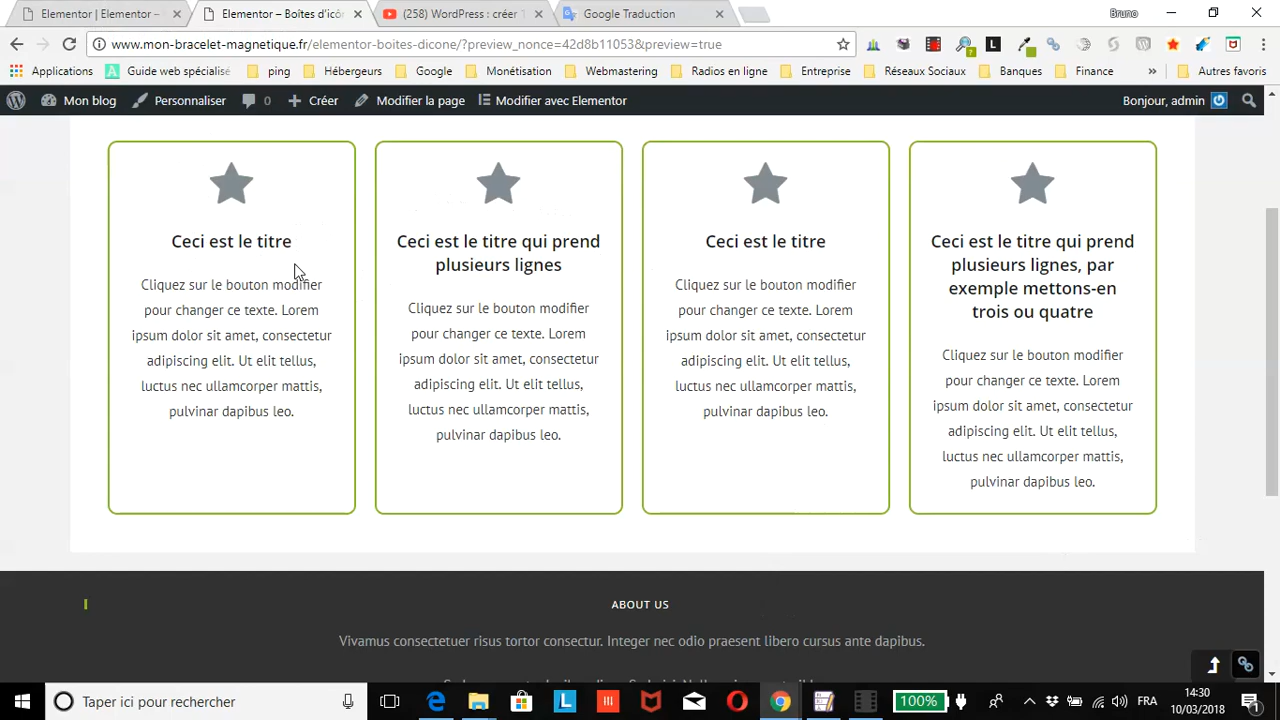 Elementor | Elementor –
Elementor – Boîtes d'icô
(258) WordPress : créer
Google Traduction
Bruno
www.mon-bracelet-magnetique.fr/elementor-boites-dicone/?preview_nonce=42d8b11053&preview=true
Applications
Guide web spécialisé
ping
Hébergeurs
Google
Monétisation
Webmastering
Radios en ligne
Entreprise
Réseaux Sociaux
Banques
Finance
»
Autres favoris
Mon blog
Personnaliser
0
Créer
Modifier la page
Modifier avec Elementor
Bonjour, admin
Ceci est le titre
Cliquez sur le bouton modifier
pour changer ce texte. Lorem
ipsum dolor sit amet, consectetur
adipiscing elit. Ut elit tellus,
luctus nec ullamcorper mattis,
pulvinar dapibus leo.
Ceci est le titre qui prend
plusieurs lignes
Cliquez sur le bouton modifier
pour changer ce texte. Lorem
ipsum dolor sit amet, consectetur
adipiscing elit. Ut elit tellus,
luctus nec ullamcorper mattis,
pulvinar dapibus leo.
Ceci est le titre
Cliquez sur le bouton modifier
pour changer ce texte. Lorem
ipsum dolor sit amet, consectetur
adipiscing elit. Ut elit tellus,
luctus nec ullamcorper mattis,
pulvinar dapibus leo.
Ceci est le titre qui prend
plusieurs lignes, par
exemple mettons-en
trois ou quatre
Cliquez sur le bouton modifier
pour changer ce texte. Lorem
ipsum dolor sit amet, consectetur
adipiscing elit. Ut elit tellus,
luctus nec ullamcorper mattis,
pulvinar dapibus leo.
ABOUT US
Vivamus consectetuer risus tortor consectur. Integer nec odio praesent libero cursus ante dapibus.
Taper ici pour rechercher
100%
FRA
14:30
10/03/2018